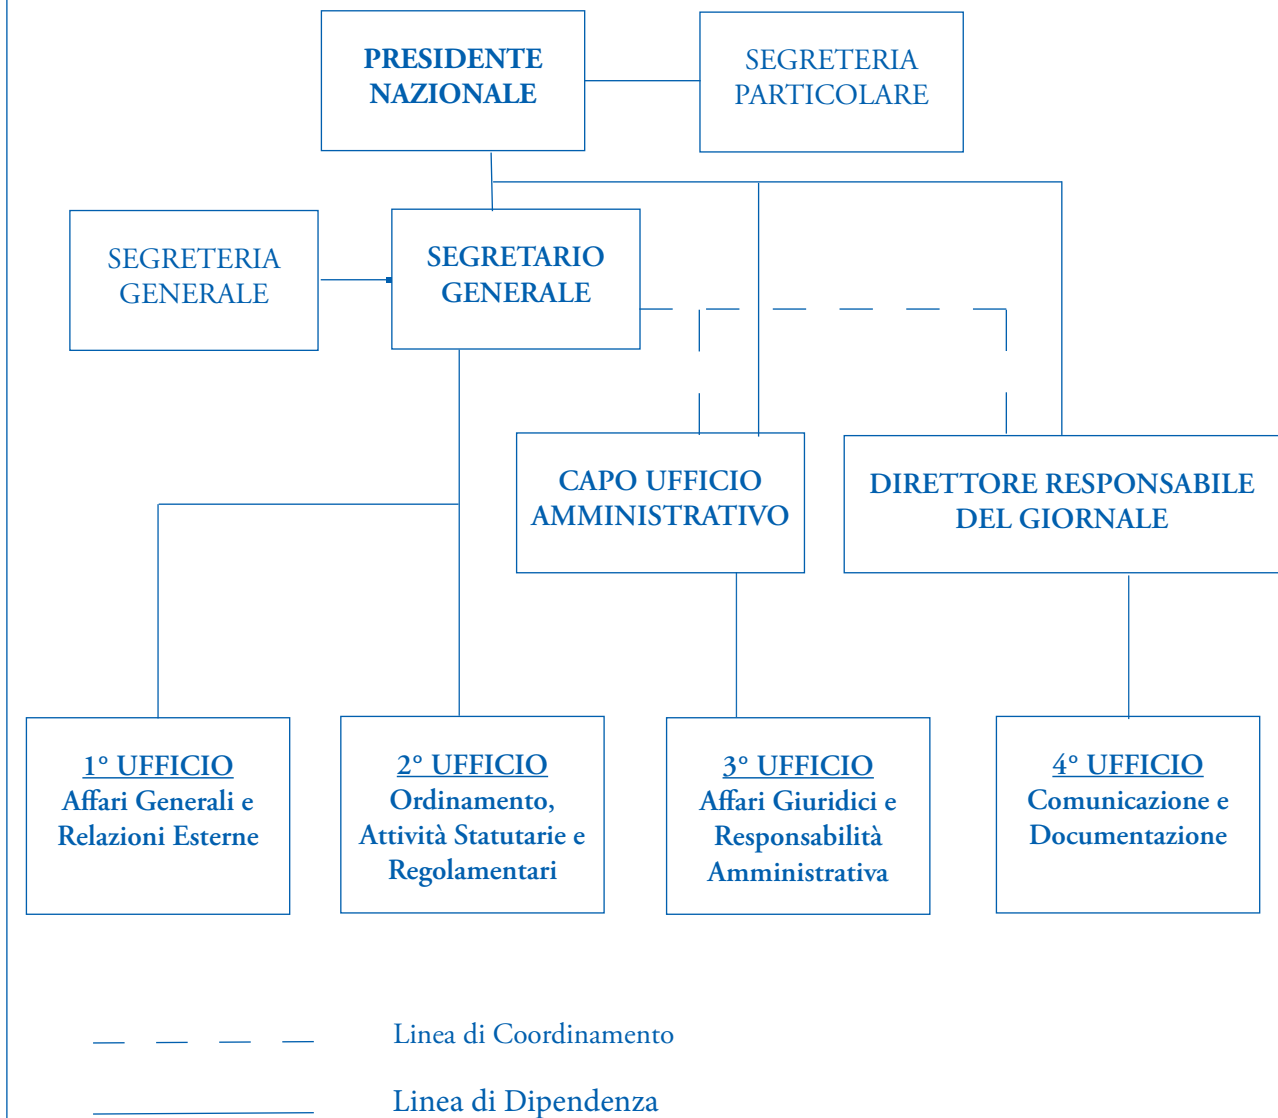 PRESIDENTE
NAZIONALE
SEGRETERIA
PARTICOLARE
SEGRETERIA
GENERALE
SEGRETARIO
GENERALE
CAPO UFFICIO
AMMINISTRATIVO
DIRETTORE RESPONSABILE
DEL GIORNALE
1° UFFICIO
Affari Generali e
Relazioni Esterne
2° UFFICIO
Ordinamento,
Attività Statutarie e
Regolamentari
3° UFFICIO
Affari Giuridici e
Responsabilità
Amministrativa
4° UFFICIO
Comunicazione e
Documentazione
Linea di Coordinamento
Linea di Dipendenza